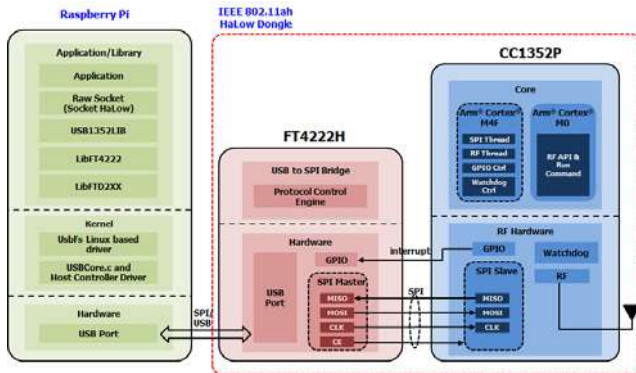 Raspberry Pi
IEEE 802.11ah
HaLow Dongle
Application/Library
Application
Raw Socket
(Socket HaLow)
USB1352LIB
LibFT4222
LibFTD2XX
Kernel
Usbfs Linux based
driver
USBCore.c and
Host Controller Driver
Hardware
USB Port
SPI/
USB
FT4222H
USB to SPI Bridge
Protocol Control
Engine
Hardware
GPIO
USB
Port
SPI Master
MISO
MOSI
CLK
CE
interrupt
SPI
CC1352P
Core
Arm® Cortex®
M4F
SPI Thread
RF Thread
GPIO Ctrl
Watchdog
Ctrl
Arm® Cortex®
M0
RF API &
Run
Command
RF Hardware
GPIO
Watchdog
SPI Slave
RF
MISO
MOSI
CLK